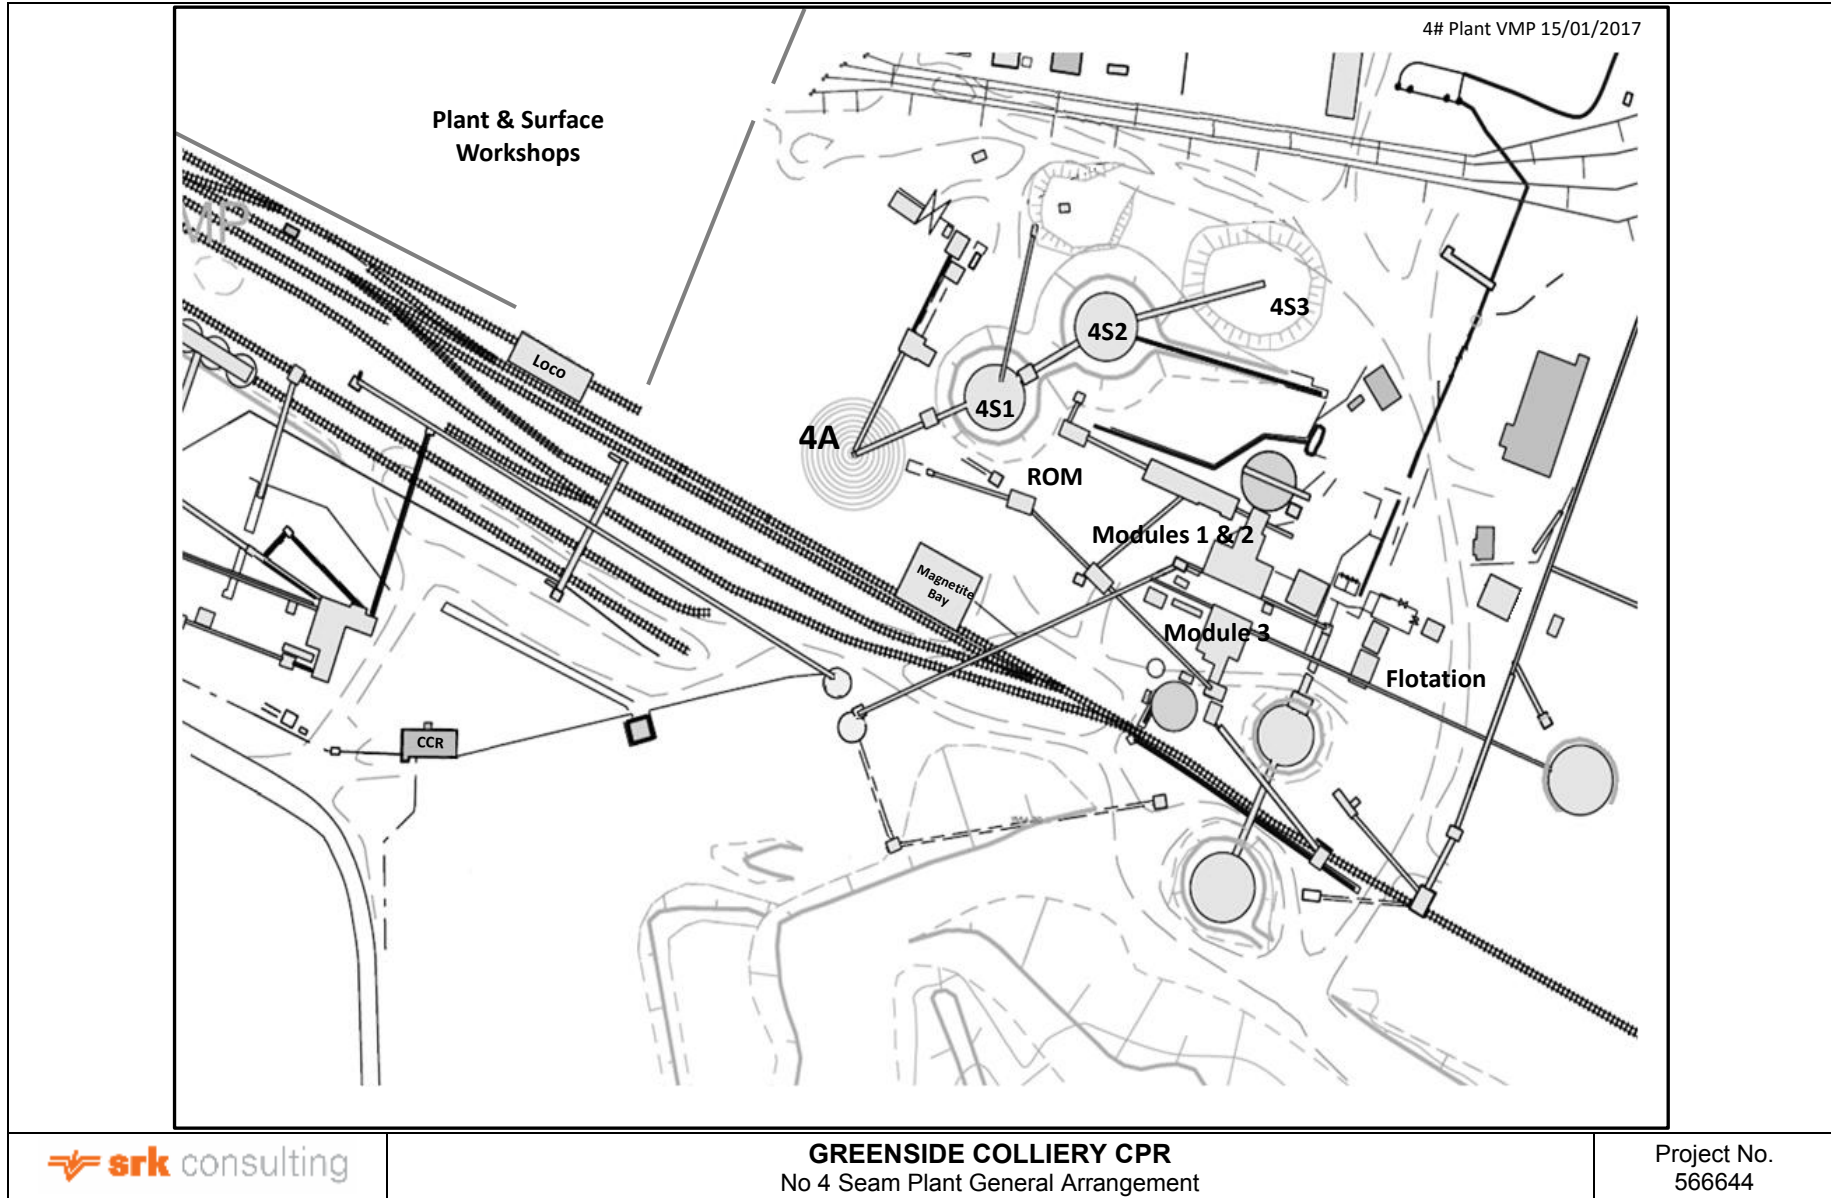 4# Plant VMP 15/01/2017
Plant & Surface
Workshops
MP
4S3
4S2
Loco
4S1
4A
ROM
Modules 1 & 2
Magnetite
Bay
Module 3
Flotation
CCR
srk consulting
GREENSIDE COLLIERY CPR
No 4 Seam Plant General Arrangement
Project No.
566644